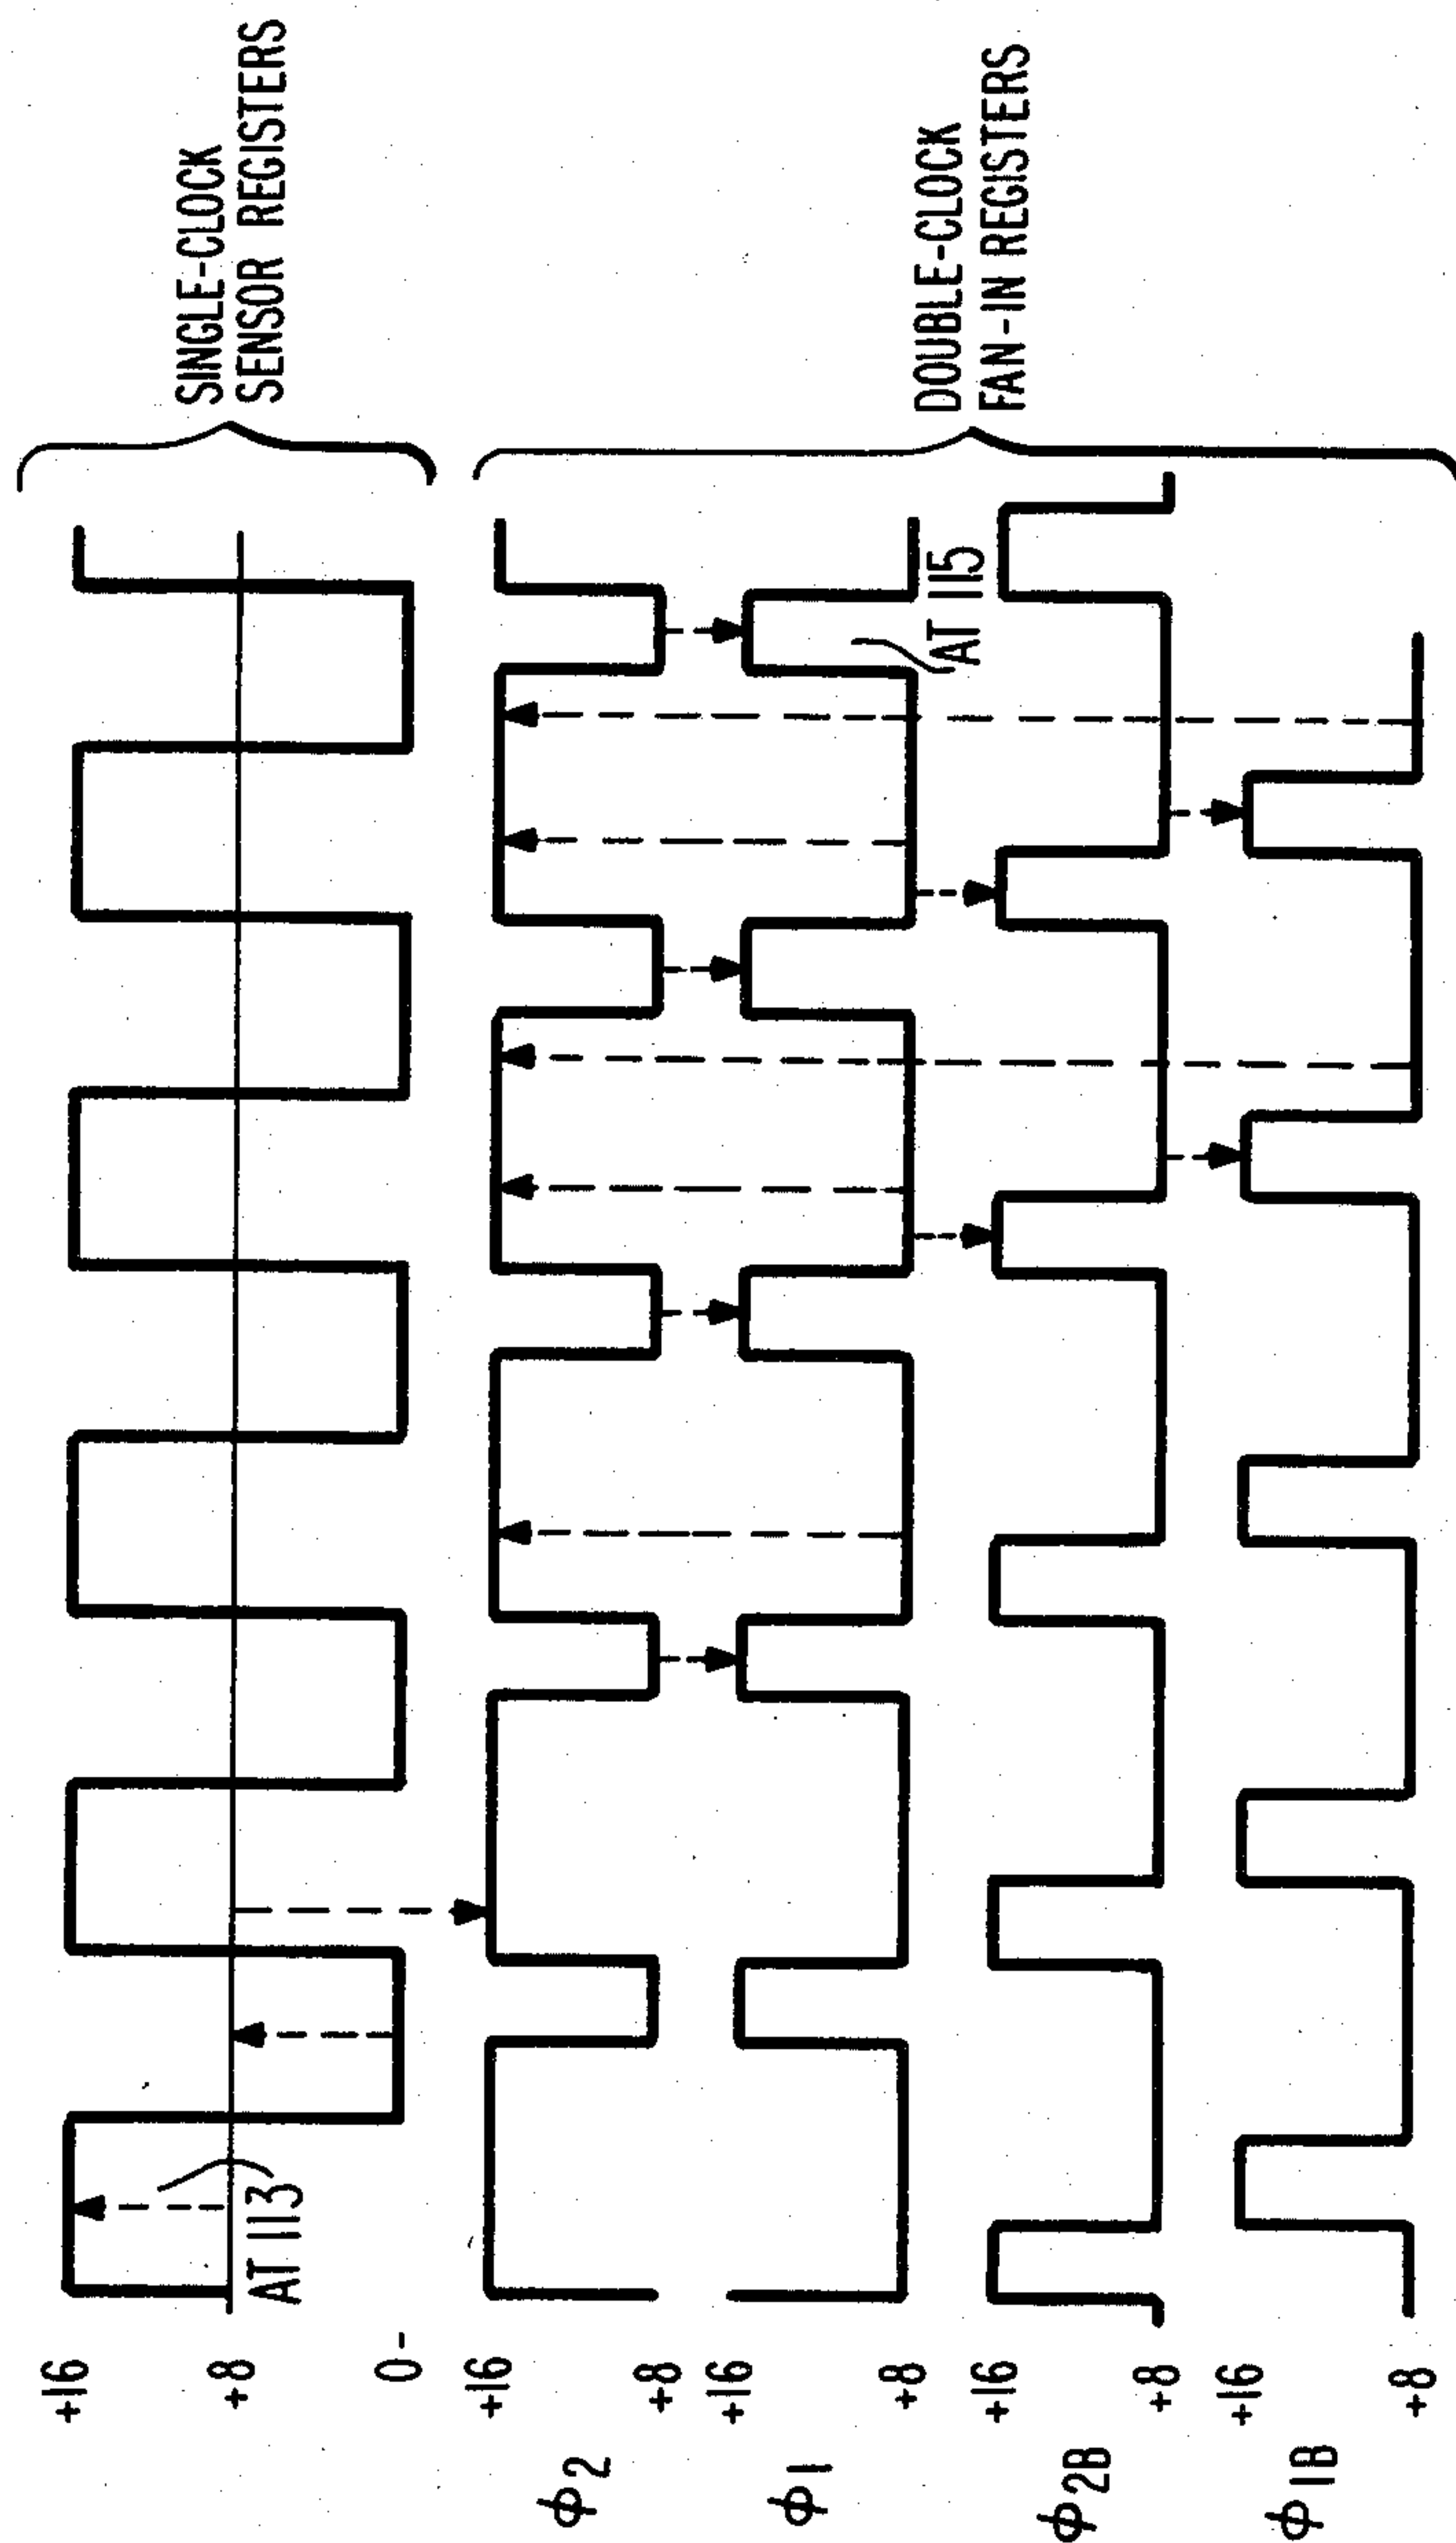 SINGLE-CLOCK
SENSOR REGISTERS
+16
+8
0-
AT 113
DOUBLE-CLOCK
FAN-IN REGISTERS
ϕ2
+16
+8
ϕ1
+16
+8
AT 115
ϕ2B
+16
+8
ϕ1B
+16
+8